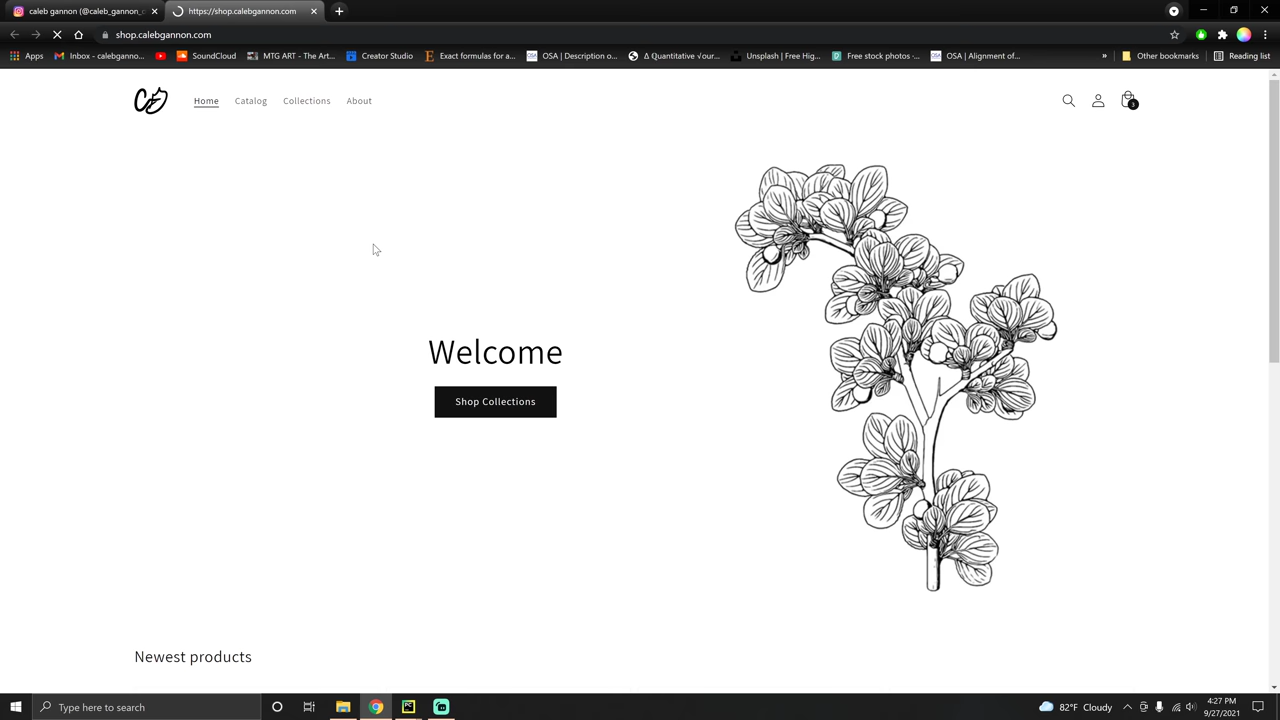 caleb gannon (@caleb_gannon_c
https://shop.calebgannon.com
shop.calebgannon.com
Apps
Inbox - calebganno...
SoundCloud
MTG ART - The Art...
Creator Studio
Exact formulas for a...
OSA | Description o...
Unsplash | Free Hig...
Free stock photos ·...
OSA | Alignment of...
»
Other bookmarks
Reading list
Home
Catalog
Collections
About
3
Welcome
Shop Collections
Newest products
Type here to search
82°F Cloudy
4:27 PM
9/27/2021